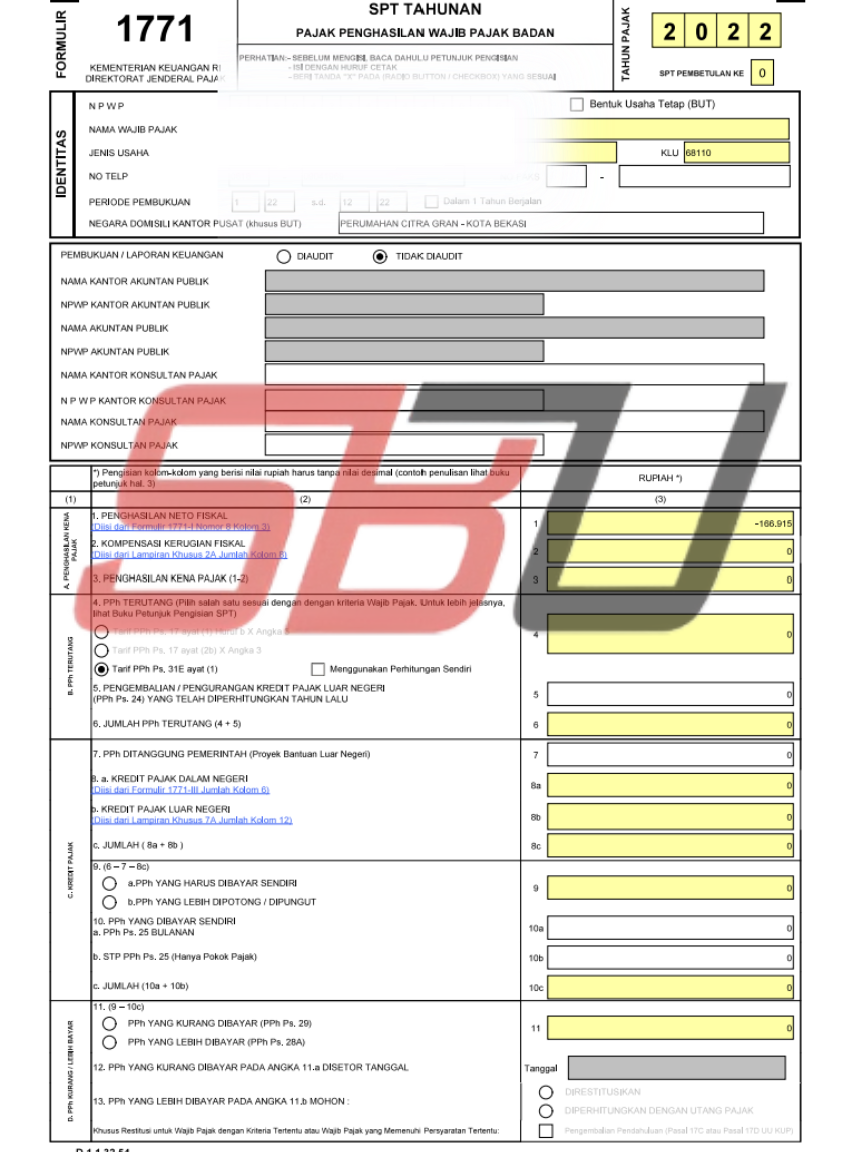 FORMULIR
1771
KEMENTERIAN KEUANGAN RI
DIREKTORAT JENDERAL PAJAK
SPT TAHUNAN
PAJAK PENGHASILAN WAJIB PAJAK BADAN
PERHATIAN:- SEBELUM MENGISI, BACA DAHULU PETUNJUK PENGISIAN
- ISI DENGAN HURUF CETAK
- BERI TANDA "X" PADA (RADIO BUTTON / CHECKBOX) YANG SESUAI
TAHUN PAJAK
2 0 2 2
SPT PEMBETULAN KE 0
IDENTITAS
N P W P
Bentuk Usaha Tetap (BUT)
NAMA WAJIB PAJAK
JENIS USAHA
KLU 68110
NO TELP
-
PERIODE PEMBUKUAN 1 22 s.d. 12 22 Dalam 1 Tahun Berjalan
NEGARA DOMISILI KANTOR PUSAT (khusus BUT) PERUMAHAN CITRA GRAN - KOTA BEKASI
PEMBUKUAN / LAPORAN KEUANGAN DIAUDIT TIDAK DIAUDIT
NAMA KANTOR AKUNTAN PUBLIK
NPWP KANTOR AKUNTAN PUBLIK
NAMA AKUNTAN PUBLIK
NPWP AKUNTAN PUBLIK
NAMA KANTOR KONSULTAN PAJAK
N P W P KANTOR KONSULTAN PAJAK
NAMA KONSULTAN PAJAK
NPWP KONSULTAN PAJAK
SBU
*) Pengisian kolom-kolom yang berisi nilai rupiah harus tanpa nilai desimal (contoh penulisan lihat buku
petunjuk hal. 3)
RUPIAH *)
(1) (2) (3)
A. PENGHASILAN KENA
PAJAK
1. PENGHASILAN NETO FISKAL
(Diisi dari Formulir 1771-I Nomor 8 Kolom 3)
1 -166.915
2. KOMPENSASI KERUGIAN FISKAL
(Diisi dari Lampiran Khusus 2A Jumlah Kolom 8)
2 0
3. PENGHASILAN KENA PAJAK (1-2)
3 0
B. PPh TERUTANG
4. PPh TERUTANG (Pilih salah satu sesuai dengan dengan kriteria Wajib Pajak. Untuk lebih jelasnya,
lihat Buku Petunjuk Pengisian SPT)
4 0
Tarif PPh Ps. 17 ayat (1) Huruf b X Angka 3
Tarif PPh Ps. 17 ayat (2b) X Angka 3
Tarif PPh Ps. 31E ayat (1) Menggunakan Perhitungan Sendiri
5. PENGEMBALIAN / PENGURANGAN KREDIT PAJAK LUAR NEGERI
(PPh Ps. 24) YANG TELAH DIPERHITUNGKAN TAHUN LALU
5 0
6. JUMLAH PPh TERUTANG (4 + 5)
6 0
C. KREDIT PAJAK
7. PPh DITANGGUNG PEMERINTAH (Proyek Bantuan Luar Negeri)
7 0
8. a. KREDIT PAJAK DALAM NEGERI
(Diisi dari Formulir 1771-III Jumlah Kolom 6)
8a 0
b. KREDIT PAJAK LUAR NEGERI
(Diisi dari Lampiran Khusus 7A Jumlah Kolom 12)
8b 0
c. JUMLAH ( 8a + 8b )
8c 0
9. (6 – 7 – 8c)
a.PPh YANG HARUS DIBAYAR SENDIRI
b.PPh YANG LEBIH DIPOTONG / DIPUNGUT
9 0
10. PPh YANG DIBAYAR SENDIRI
a. PPh Ps. 25 BULANAN
10a 0
b. STP PPh Ps. 25 (Hanya Pokok Pajak)
10b 0
c. JUMLAH (10a + 10b)
10c 0
D. PPh KURANG / LEBIH BAYAR
11. (9 – 10c)
PPh YANG KURANG DIBAYAR (PPh Ps. 29)
PPh YANG LEBIH DIBAYAR (PPh Ps. 28A)
11 0
12. PPh YANG KURANG DIBAYAR PADA ANGKA 11.a DISETOR TANGGAL
Tanggal
13. PPh YANG LEBIH DIBAYAR PADA ANGKA 11.b MOHON :
DIRESTITUSIKAN
DIPERHITUNGKAN DENGAN UTANG PAJAK
Khusus Restitusi untuk Wajib Pajak dengan Kriteria Tertentu atau Wajib Pajak yang Memenuhi Persyaratan Tertentu:
Pengembalian Pendahuluan (Pasal 17C atau Pasal 17D UU KUP)